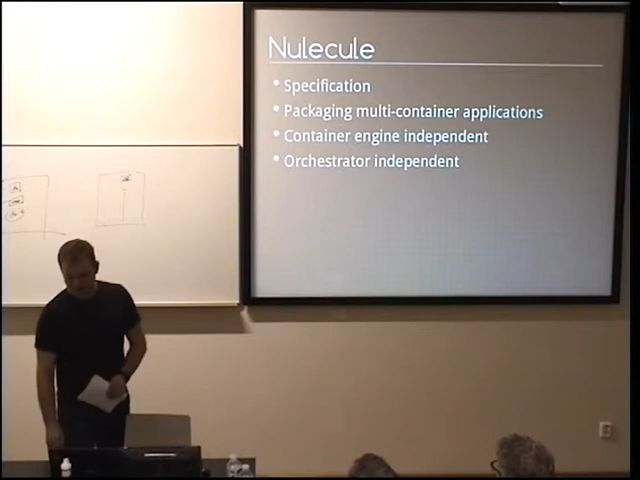 Nulecule
• Specification
• Packaging multi-container applications
• Container engine independent
• Orchestrator independent